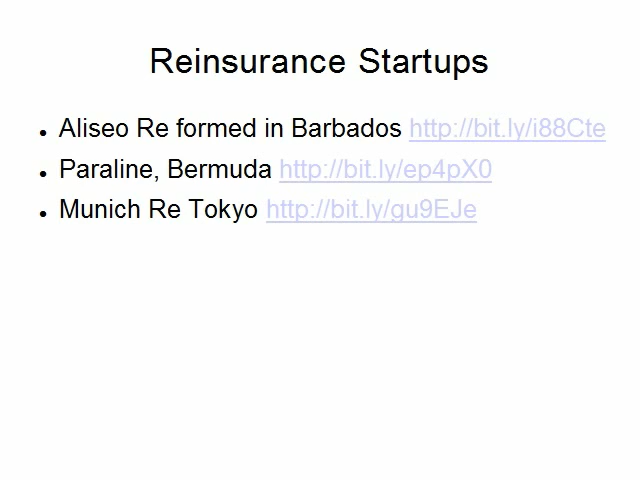 Reinsurance Startups
● Aliseo Re formed in Barbados http://bit.ly/i88Cte
● Paraline, Bermuda http://bit.ly/ep4pX0
● Munich Re Tokyo http://bit.ly/gu9EJe